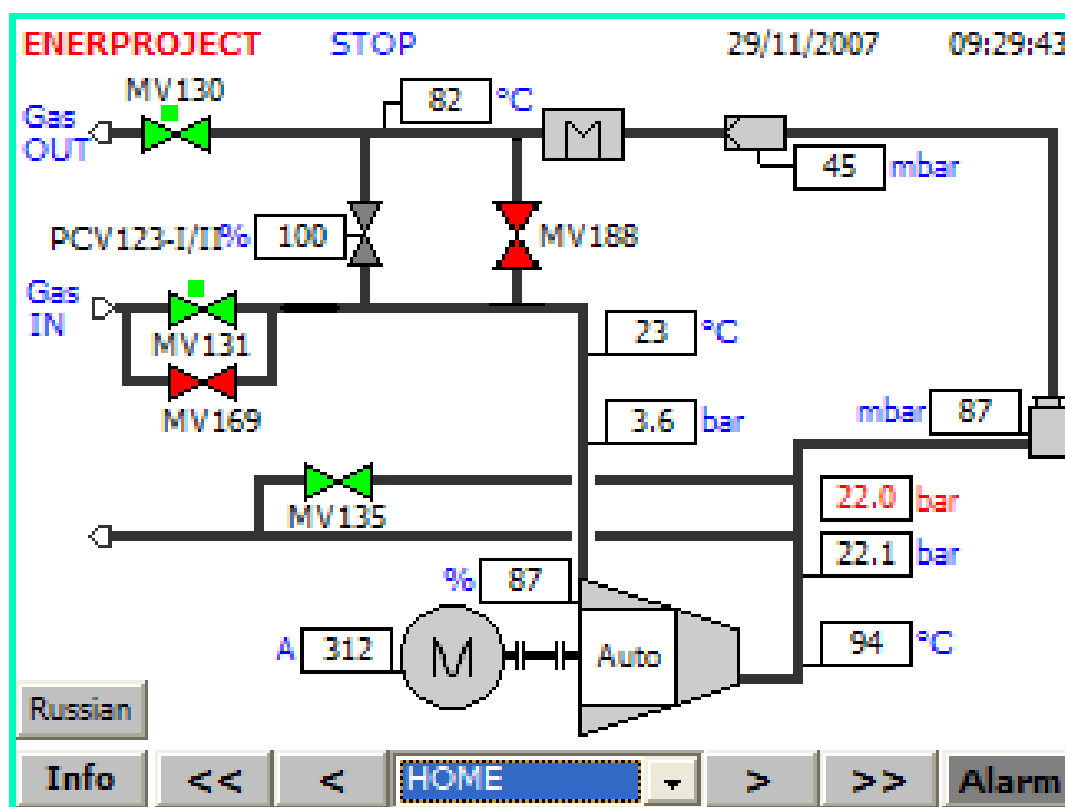 ENERPROJECT STOP 29/11/2007 09:29:43
MV130
Gas
OUT
82 °C
M
45 mbar
PCV123-I/II% 100
MV188
Gas
IN
MV131
MV169
23 °C
3.6 bar
mbar 87
MV135
22.0 bar
22.1 bar
% 87
A 312
M
Auto
94 °C
Russian
Info << < HOME > >> Alarm